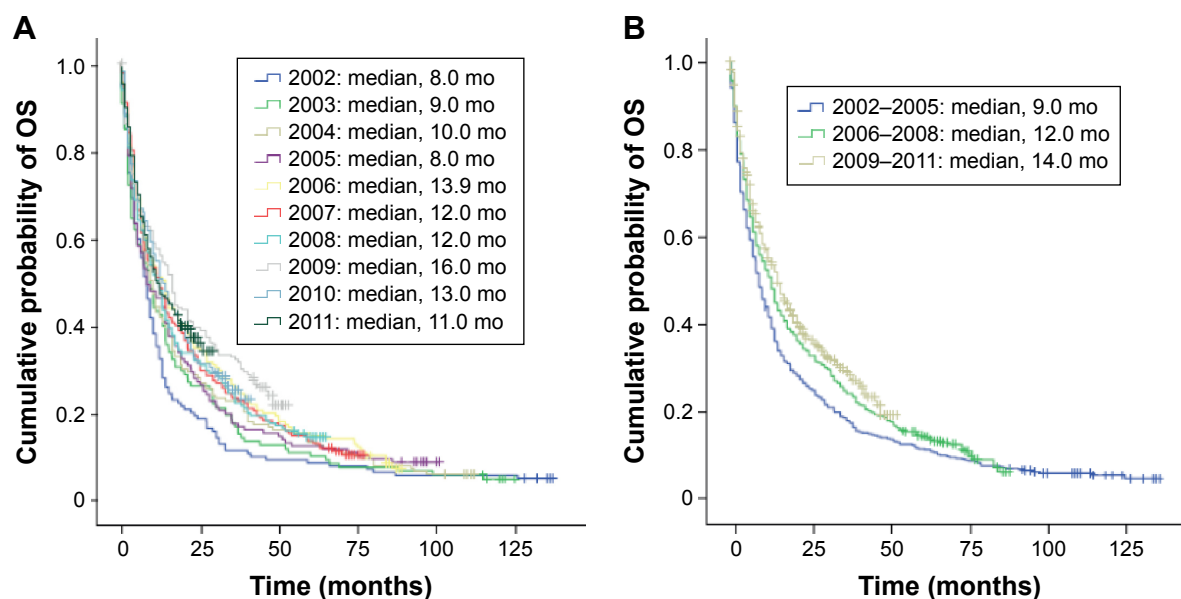 A
Cumulative probability of OS
1.0
0.8
0.6
0.4
0.2
0
2002: median, 8.0 mo
2003: median, 9.0 mo
2004: median, 10.0 mo
2005: median, 8.0 mo
2006: median, 13.9 mo
2007: median, 12.0 mo
2008: median, 12.0 mo
2009: median, 16.0 mo
2010: median, 13.0 mo
2011: median, 11.0 mo
0 25 50 75 100 125
Time (months)
B
Cumulative probability of OS
1.0
0.8
0.6
0.4
0.2
0
2002–2005: median, 9.0 mo
2006–2008: median, 12.0 mo
2009–2011: median, 14.0 mo
0 25 50 75 100 125
Time (months)